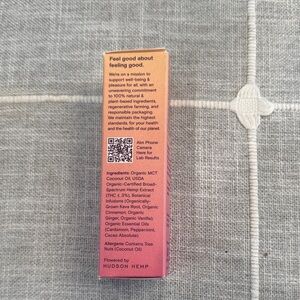 Feel good about
feeling good.
We're on a mission to
support well-being &
pleasure for all, with an
unwavering commitment
to 100% natural &
plant-based ingredients,
regenerative farming, and
responsible packaging.
We maintain the highest
standards, for your health
and the health of our planet.
Aim Phone
Camera
Here for
Lab Results
Ingredients: Organic MCT
Coconut Oil, USDA
Organic-Certified Broad-
Spectrum Hemp Extract
(THC <.3%), Botanical
Infusions (Organically-
Grown Kava Root, Organic
Cinnamon, Organic
Ginger, Organic Vanilla)
Organic Essential Oils
(Cardamom, Peppermint,
Cacao Absolute)
Allergens: Contains Tree
Nuts (Coconut Oil)
Powered by
HUDSON HEMP